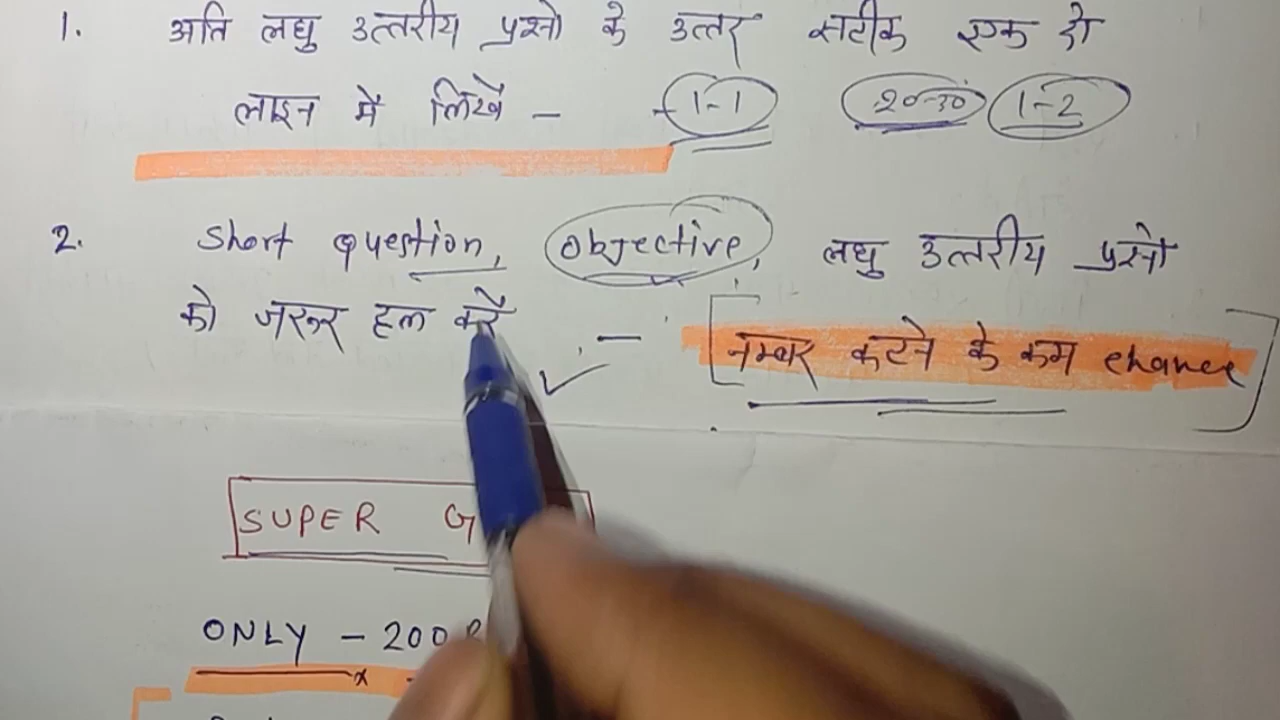 1. अति लघु उत्तरीय प्रश्नो के उत्तर सटीक एक दो
लाइन में लिखें - 1-1 20-30 1-2
2. Short question, objective, लघु उत्तरीय प्रश्नो
को जरूर हल करें - नम्बर कटने के कम chance
SUPER G
ONLY - 200